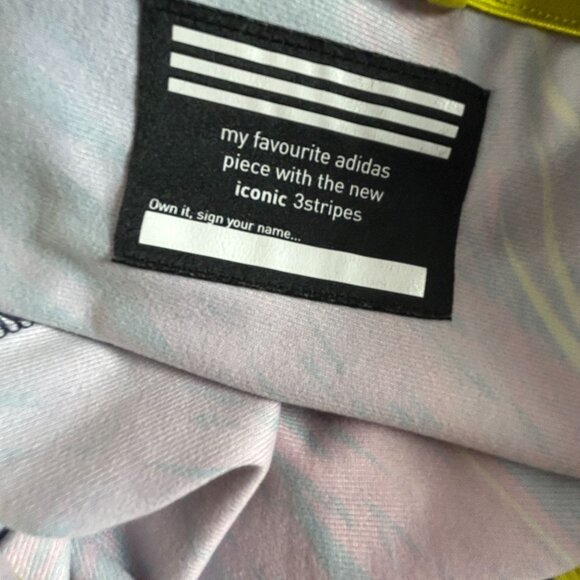 my favourite adidas
piece with the new
iconic 3stripes
Own it, sign your name...